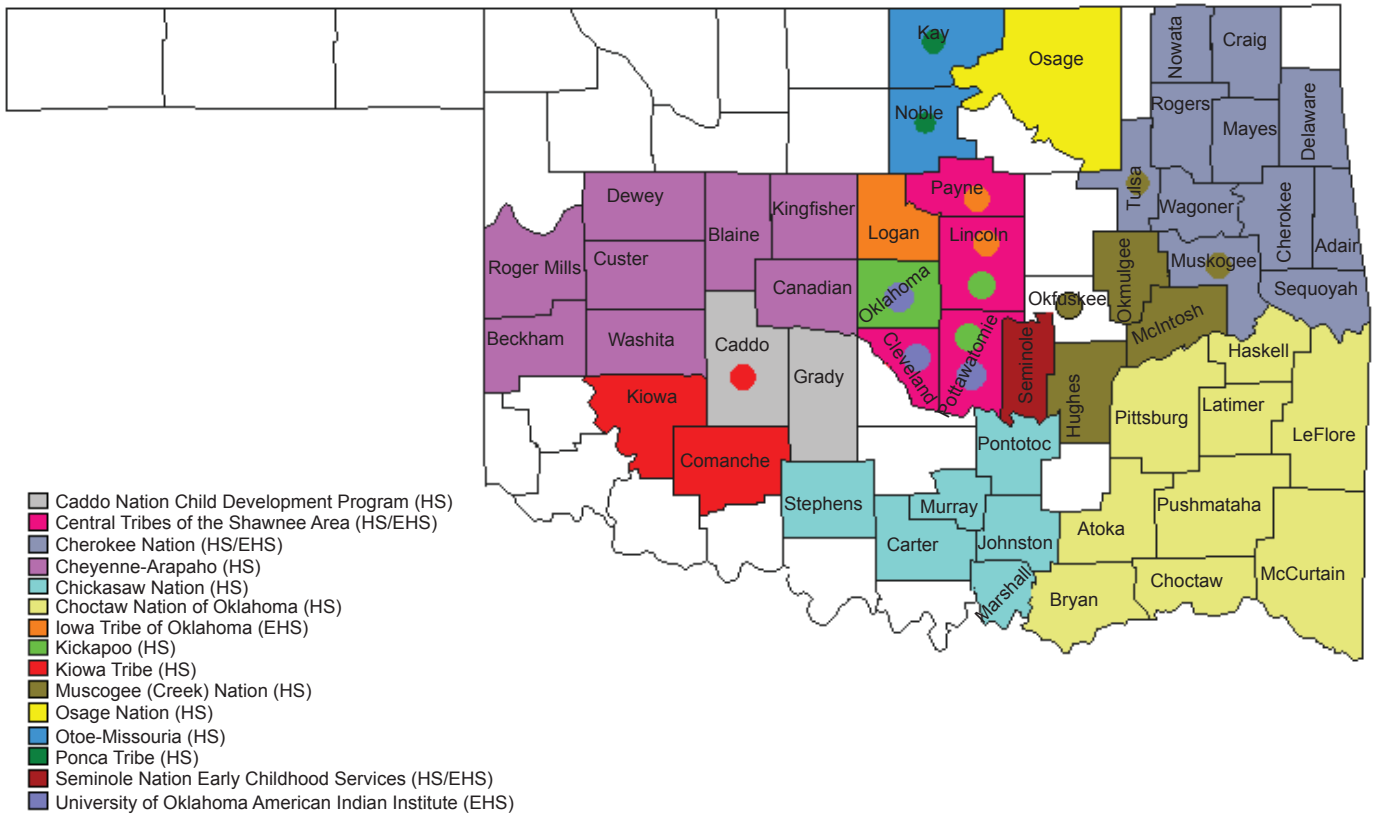 Kay
Osage
Nowata
Craig
Noble
Rogers
Mayes
Delaware
Dewey
Blaine
Kingfisher
Logan
Payne
Lincoln
Tulsa
Wagoner
Cherokee
Adair
Roger Mills
Custer
Canadian
Oklahoma
Okfuskee
Okmulgee
Muskogee
Sequoyah
Beckham
Washita
Caddo
Grady
Cleveland
Pottawatomie
Seminole
Hughes
McIntosh
Haskell
Kiowa
Comanche
Pontotoc
Pittsburg
Latimer
LeFlore
Stephens
Murray
Carter
Johnston
Marshall
Atoka
Pushmataha
Bryan
Choctaw
McCurtain
Caddo Nation Child Development Program (HS)
Central Tribes of the Shawnee Area (HS/EHS)
Cherokee Nation (HS/EHS)
Cheyenne-Arapaho (HS)
Chickasaw Nation (HS)
Choctaw Nation of Oklahoma (HS)
Iowa Tribe of Oklahoma (EHS)
Kickapoo (HS)
Kiowa Tribe (HS)
Muscogee (Creek) Nation (HS)
Osage Nation (HS)
Otoe-Missouria (HS)
Ponca Tribe (HS)
Seminole Nation Early Childhood Services (HS/EHS)
University of Oklahoma American Indian Institute (EHS)